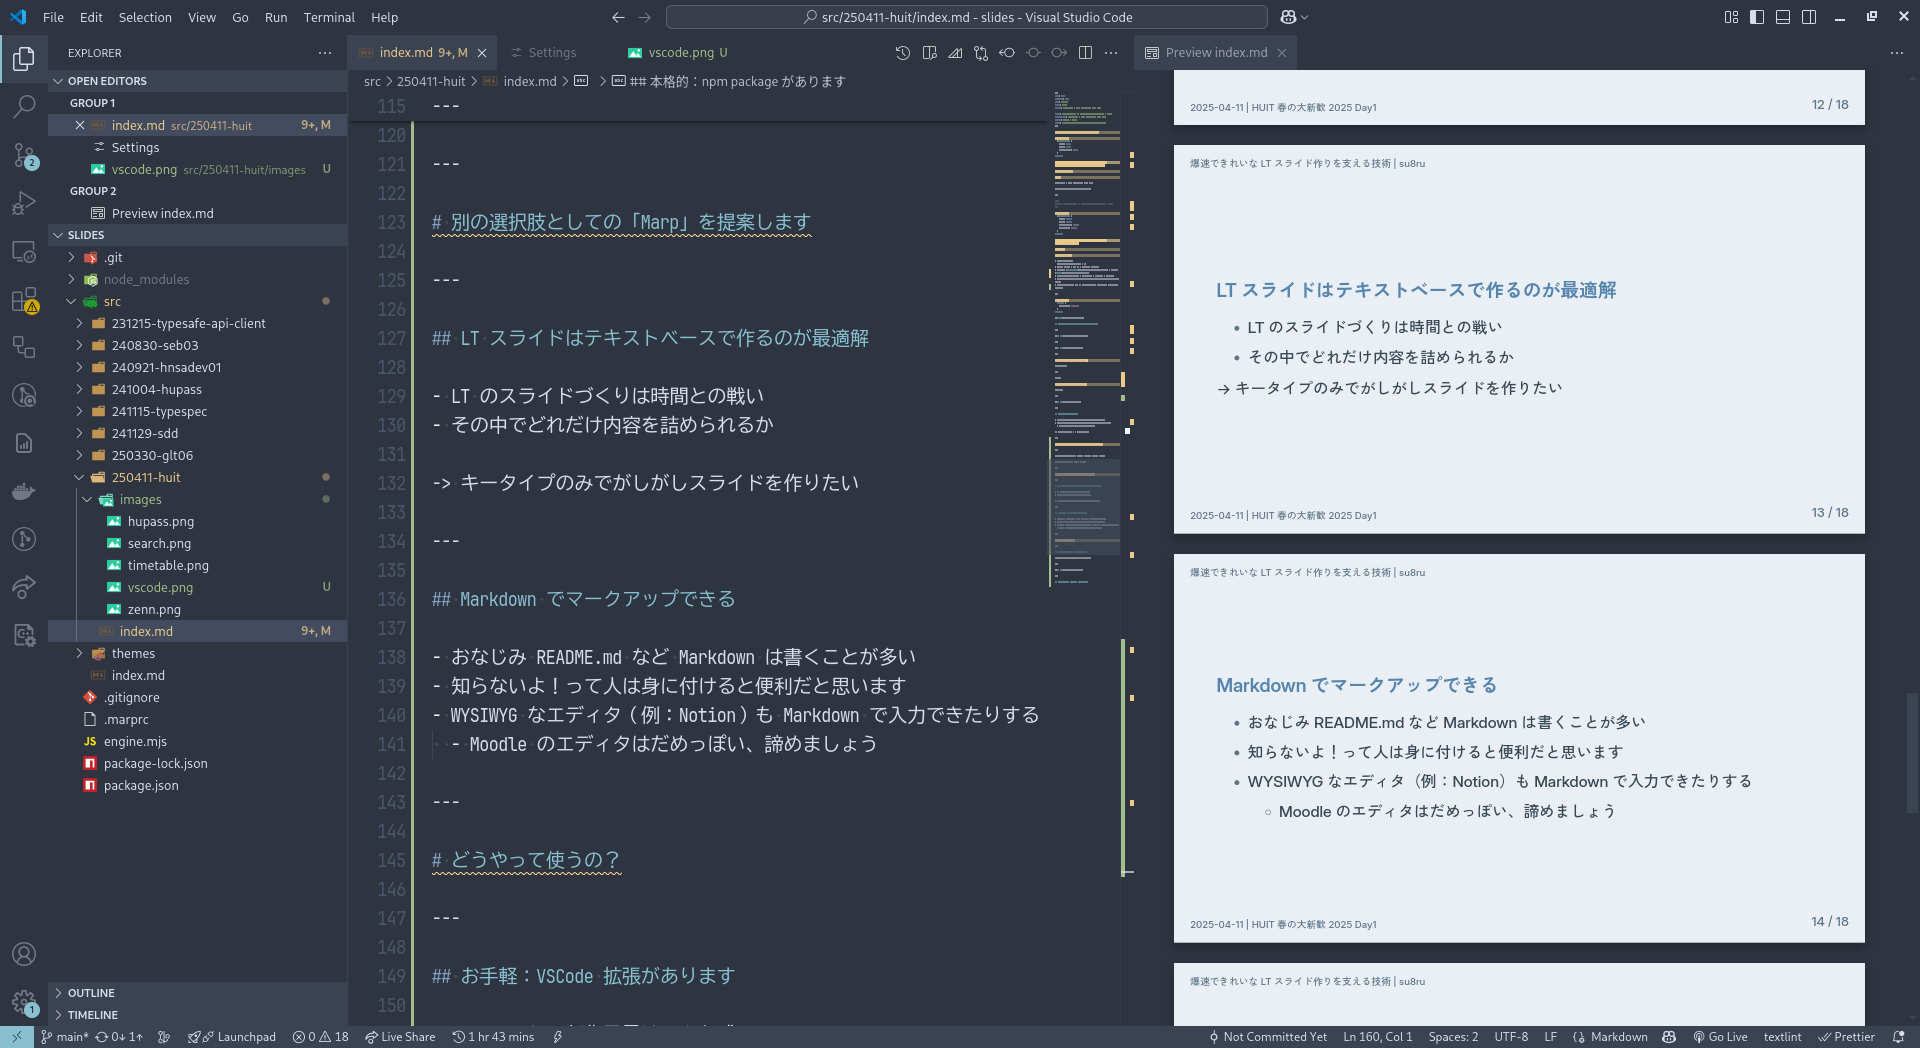 File Edit Selection View Go Run Terminal Help
src/250411-huit/index.md - slides - Visual Studio Code
EXPLORER
OPEN EDITORS
GROUP 1
index.md src/250411-huit 9+, M
Settings
vscode.png src/250411-huit/images U
GROUP 2
Preview index.md
SLIDES
.git
node_modules
src
231215-typesafe-api-client
240830-seb03
240921-hnsadev01
241004-hupass
241115-typespec
241129-sdd
250330-glt06
250411-huit
images
hupass.png
search.png
timetable.png
vscode.png U
zenn.png
index.md 9+, M
themes
index.md
.gitignore
.marprc
engine.mjs
package-lock.json
package.json
OUTLINE
TIMELINE
index.md 9+, M
Settings
vscode.png U
src > 250411-huit > index.md > > ## 本格的：npm package があります
115 ---
120
121 ---
122
123 # 別の選択肢としての「Marp」を提案します
124
125 ---
126
127 ## LT スライドはテキストベースで作るのが最適解
128
129 - LT のスライドづくりは時間との戦い
130 - その中でどれだけ内容を詰められるか
131
132 -> キータイプのみでがしがしスライドを作りたい
133
134 ---
135
136 ## Markdown でマークアップできる
137
138 - おなじみ README.md など Markdown は書くことが多い
139 - 知らないよ！って人は身に付けると便利だと思います
140 - WYSIWYG なエディタ（例：Notion）も Markdown で入力できたりする
141 - Moodle のエディタはだめっぽい、諦めましょう
142
143 ---
144
145 # どうやって使うの？
146
147 ---
148
149 ## お手軽：VSCode 拡張があります
150
Preview index.md
2025-04-11 | HUIT 春の大新歓 2025 Day1
12 / 18
爆速できれいな LT スライド作りを支える技術 | su8ru
LT スライドはテキストベースで作るのが最適解
• LT のスライドづくりは時間との戦い
• その中でどれだけ内容を詰められるか
→ キータイプのみでがしがしスライドを作りたい
2025-04-11 | HUIT 春の大新歓 2025 Day1
13 / 18
爆速できれいな LT スライド作りを支える技術 | su8ru
Markdown でマークアップできる
• おなじみ README.md など Markdown は書くことが多い
• 知らないよ！って人は身に付けると便利だと思います
• WYSIWYG なエディタ（例：Notion）も Markdown で入力できたりする
○ Moodle のエディタはだめっぽい、諦めましょう
2025-04-11 | HUIT 春の大新歓 2025 Day1
14 / 18
爆速できれいな LT スライド作りを支える技術 | su8ru
main* 0↓ 1↑ Launchpad 0 18 Live Share 1 hr 43 mins
Not Committed Yet Ln 160, Col 1 Spaces: 2 UTF-8 LF Markdown Go Live textlint Prettier